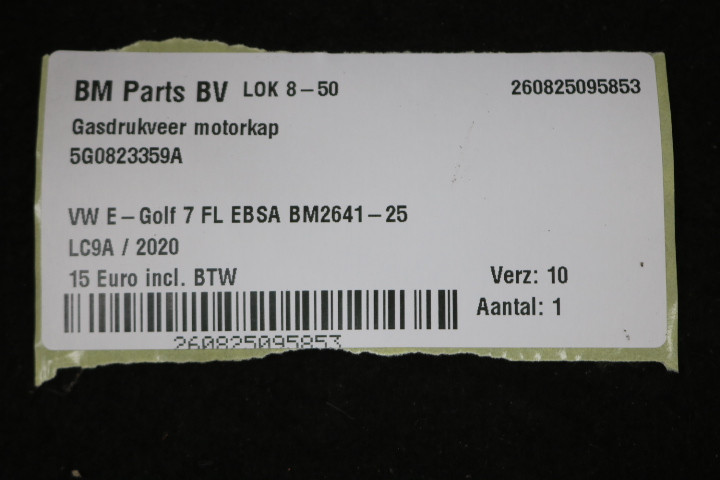 BM Parts BV LOK 8-50 260825095853
Gasdrukveer motorkap
5G0823359A
VW E-Golf 7 FL EBSA BM2641-25
LC9A / 2020
15 Euro incl. BTW Verz: 10
Aantal: 1
260825095853